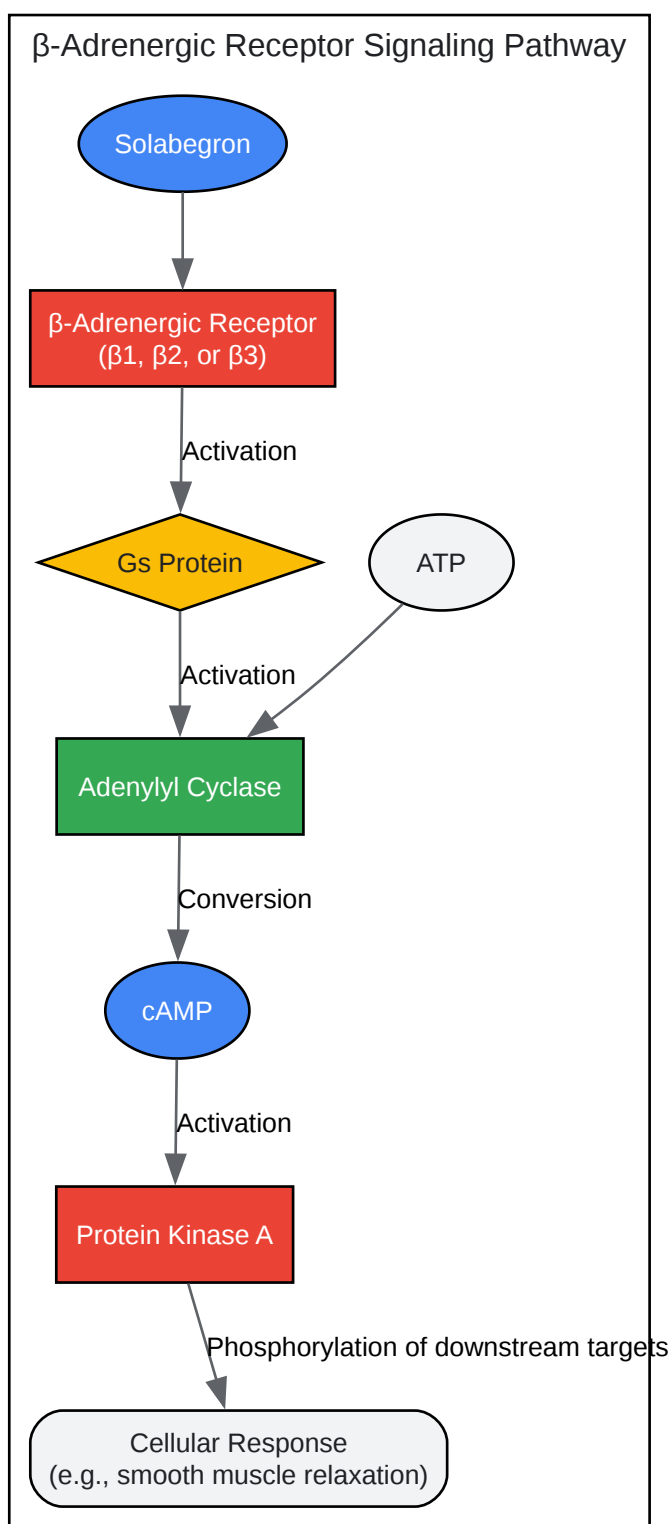 β-Adrenergic Receptor Signaling Pathway
Solabegron
β-Adrenergic Receptor
(β1, β2, or β3)
Activation
Gs Protein
ATP
Activation
Adenylyl Cyclase
Conversion
cAMP
Activation
Protein Kinase A
Phosphorylation of downstream targets
Cellular Response
(e.g., smooth muscle relaxation)